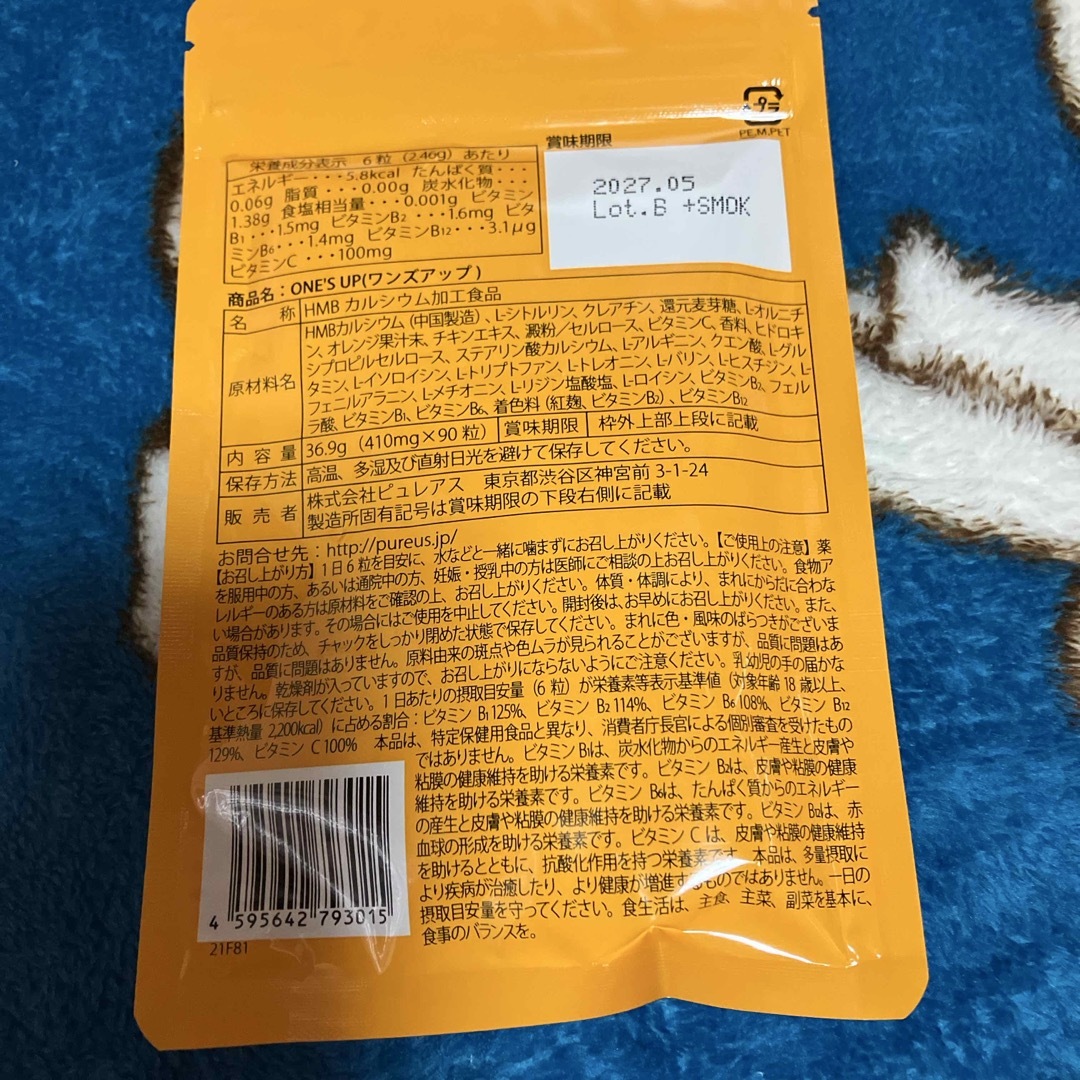 プラ
PE,M,PET
賞味期限
2027.05
Lot.B +SMOK
栄養成分表示 6粒 (2.46g) あたり
エネルギー・・・5.8kcal たんぱく質・・・
0.06g 脂質・・・0.00g 炭水化物・・・
1.38g 食塩相当量・・・0.001g ビタミン
B1・・・1.5mg ビタミンB2・・・1.6mg ビタ
ミンB6・・・1.4mg ビタミンB12・・・3.1μg
ビタミンC・・・100mg
商品名：ONE'S UP(ワンズアップ)
名 称 HMB カルシウム加工食品
原材料名 HMBカルシウム（中国製造）、L-シトルリン、クレアチン、還元麦芽糖、L-オルニチ
ン、オレンジ果汁末、チキンエキス、澱粉／セルロース、ビタミンC、香料、ヒドロキ
シプロピルセルロース、ステアリン酸カルシウム、L-アルギニン、クエン酸、L-グル
タミン、L-イソロイシン、L-トリプトファン、L-トレオニン、L-バリン、L-ヒスチジン、L-
フェニルアラニン、L-メチオニン、L-リジン塩酸塩、L-ロイシン、ビタミンB2、フェル
ラ酸、ビタミンB1、ビタミンB6、着色料（紅麹、ビタミンB2）、ビタミンB12
内 容 量 36.9g（410mg×90 粒） 賞味期限 枠外上部上段に記載
保存方法 高温、多湿及び直射日光を避けて保存してください。
販 売 者 株式会社ピュレアス 東京都渋谷区神宮前 3-1-24
製造所固有記号は賞味期限の下段右側に記載
お問合せ先：http://pureus.jp/
【お召し上がり方】1日6粒を目安に、水などと一緒に噛まずにお召し上がりください。【ご使用上の注意】薬
を服用中の方、あるいは通院中の方、妊娠・授乳中の方は医師にご相談の上お召し上がりください。食物ア
レルギーのある方は原材料をご確認の上、お召し上がりください。体質・体調により、まれにからだに合わな
い場合があります。その場合にはご使用を中止してください。開封後は、お早めにお召し上がりください。また、
品質保持のため、チャックをしっかり閉めた状態で保存してください。まれに色・風味のばらつきがございま
すが、品質に問題はありません。原料由来の斑点や色ムラが見られることがございますが、品質に問題はあ
りません。乾燥剤が入っていますので、お召し上がりにならないようにご注意ください。乳幼児の手の届かな
いところに保存してください。1日あたりの摂取目安量（6粒）が栄養素等表示基準値（対象年齢 18 歳以上、
基準熱量 2,200kcal）に占める割合：ビタミン B1 125%、ビタミン B2 114%、ビタミン B6 108%、ビタミン B12
129%、ビタミン C 100% 本品は、特定保健用食品と異なり、消費者庁長官による個別審査を受けたもの
ではありません。ビタミン B1は、炭水化物からのエネルギー産生と皮膚や
粘膜の健康維持を助ける栄養素です。ビタミン B2は、皮膚や粘膜の健康
維持を助ける栄養素です。ビタミン B6は、たんぱく質からのエネルギー
の産生と皮膚や粘膜の健康維持を助ける栄養素です。ビタミン B12は、赤
血球の形成を助ける栄養素です。ビタミン C は、皮膚や粘膜の健康維持
を助けるとともに、抗酸化作用を持つ栄養素です。本品は、多量摂取に
より疾病が治癒したり、より健康が増進するものではありません。一日の
摂取目安量を守ってください。食生活は、主食、主菜、副菜を基本に、
食事のバランスを。
4 595642 793015
21F81